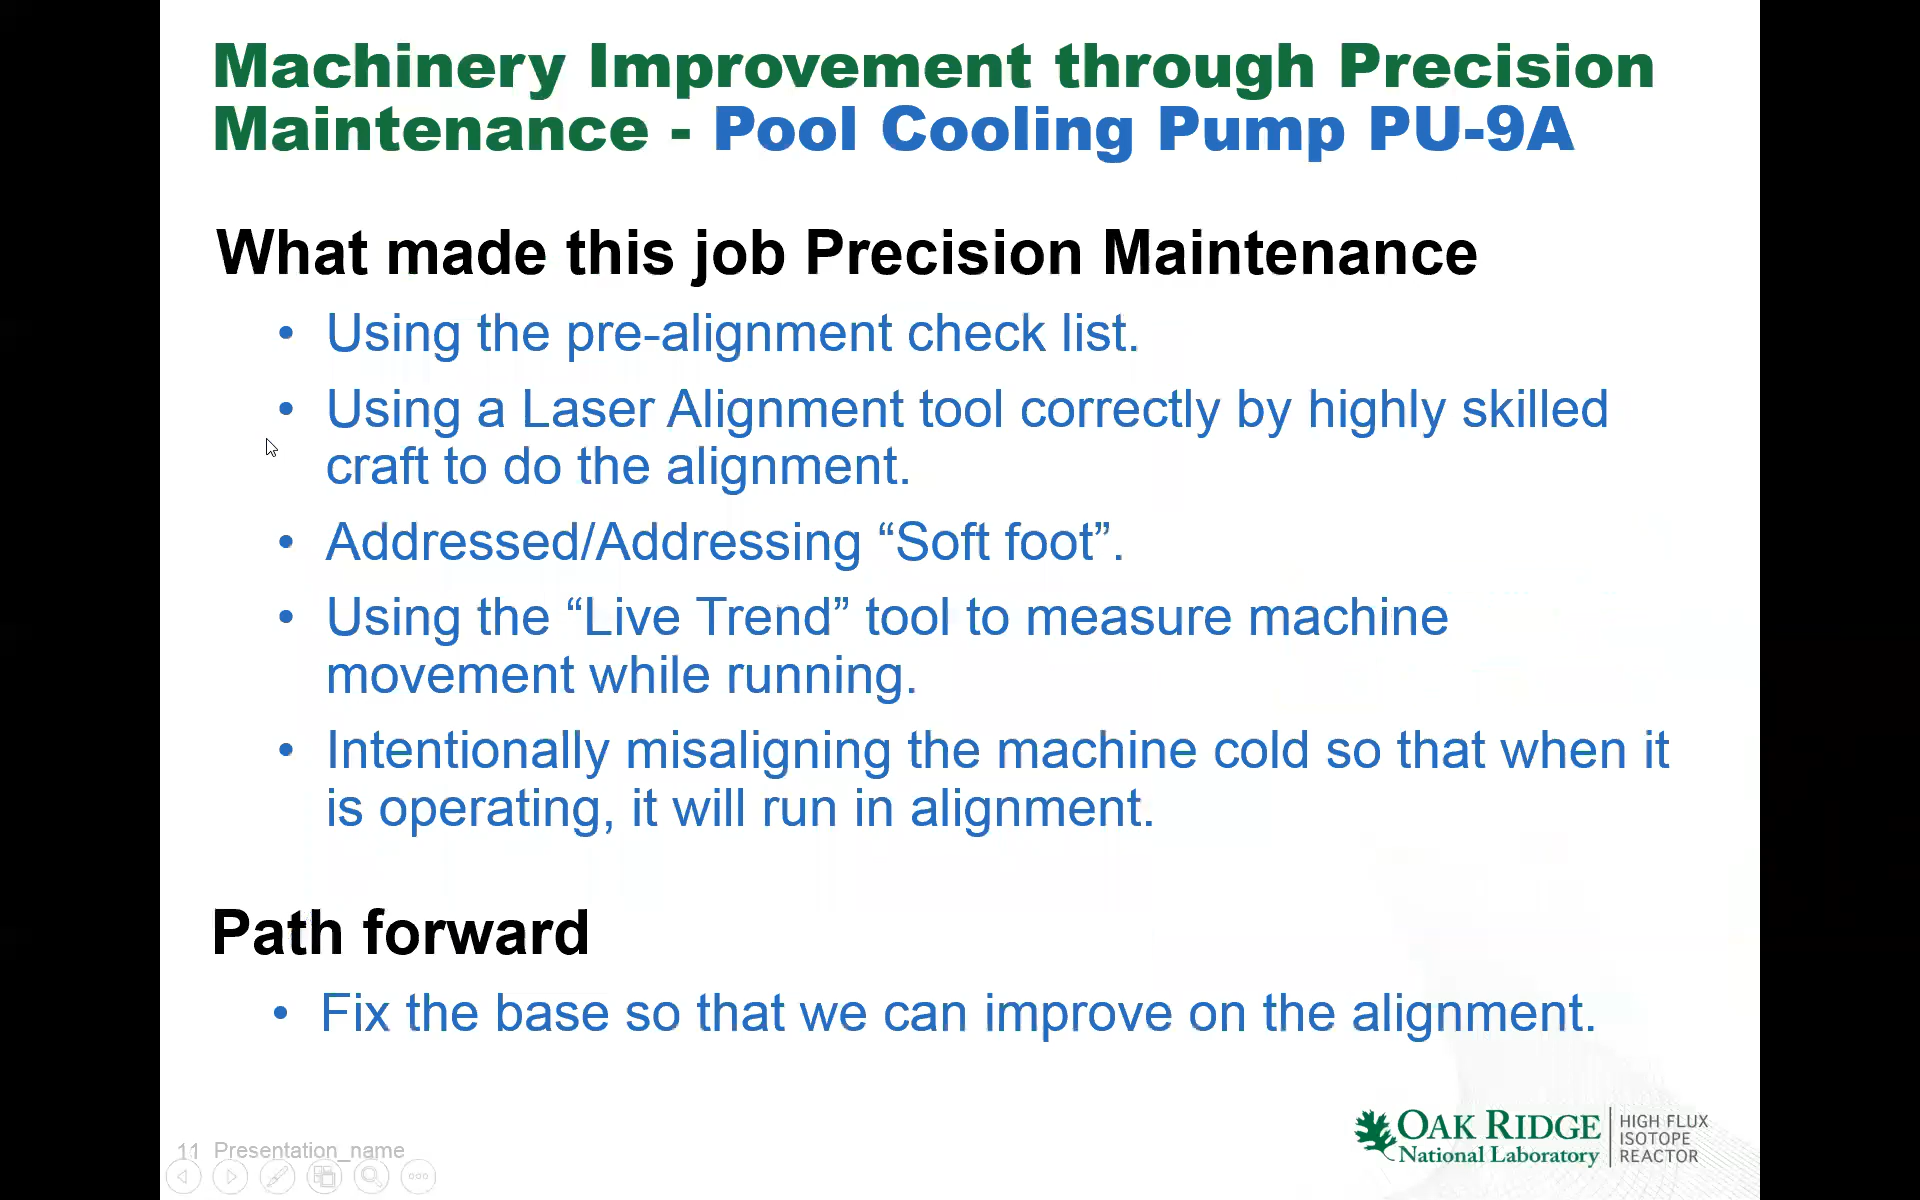 Machinery Improvement through Precision
Maintenance - Pool Cooling Pump PU-9A
What made this job Precision Maintenance
• Using the pre-alignment check list.
• Using a Laser Alignment tool correctly by highly skilled
craft to do the alignment.
• Addressed/Addressing “Soft foot”.
• Using the “Live Trend” tool to measure machine
movement while running.
• Intentionally misaligning the machine cold so that when it
is operating, it will run in alignment.
Path forward
• Fix the base so that we can improve on the alignment.
11 Presentation_name
OAK RIDGE
National Laboratory
HIGH FLUX
ISOTOPE
REACTOR